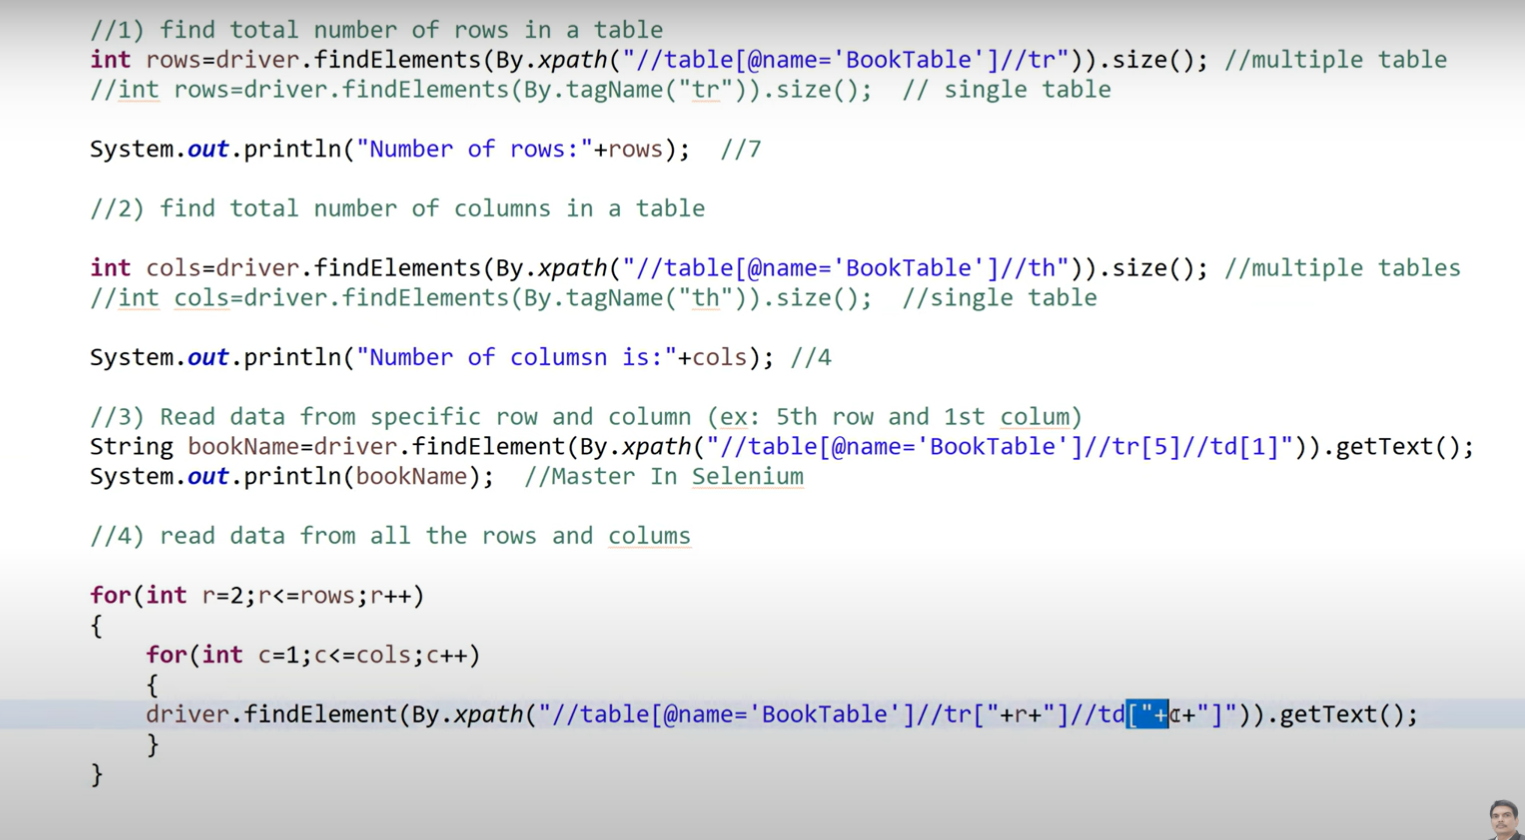 //1) find total number of rows in a table
int rows=driver.findElements(By.xpath("//table[@name='BookTable']//tr")).size(); //multiple table
//int rows=driver.findElements(By.tagName("tr")).size();  // single table
System.out.println("Number of rows:"+rows);  //7
//2) find total number of columns in a table
int cols=driver.findElements(By.xpath("//table[@name='BookTable']//th")).size(); //multiple tables
//int cols=driver.findElements(By.tagName("th")).size();  //single table
System.out.println("Number of columsn is:"+cols); //4
//3) Read data from specific row and column (ex: 5th row and 1st colum)
String bookName=driver.findElement(By.xpath("//table[@name='BookTable']//tr[5]//td[1]")).getText();
System.out.println(bookName);  //Master In Selenium
//4) read data from all the rows and colums
for(int r=2;r<=rows;r++)
{
for(int c=1;c<=cols;c++)
{
driver.findElement(By.xpath("//table[@name='BookTable']//tr["+r+"]//td["+c+"]")).getText();
}
}